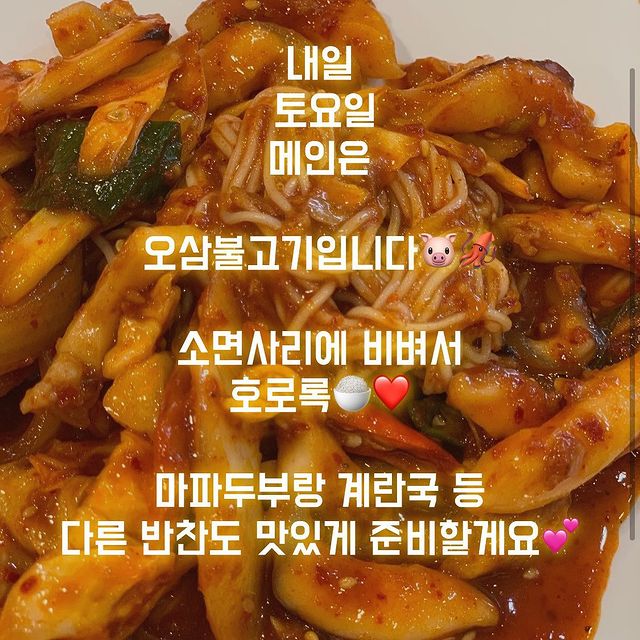 내일
토요일
메인은
오삼불고기입니다🐷🦑
소면사리에 비벼서
호로록🍚❤️
마파두부랑 계란국 등
다른 반찬도 맛있게 준비할게요💕